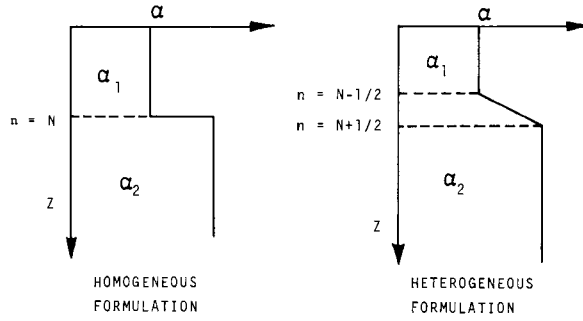 α
α₁
n = N
α₂
Z
HOMOGENEOUS
FORMULATION
α
α₁
n = N-1/2
n = N+1/2
α₂
Z
HETEROGENEOUS
FORMULATION